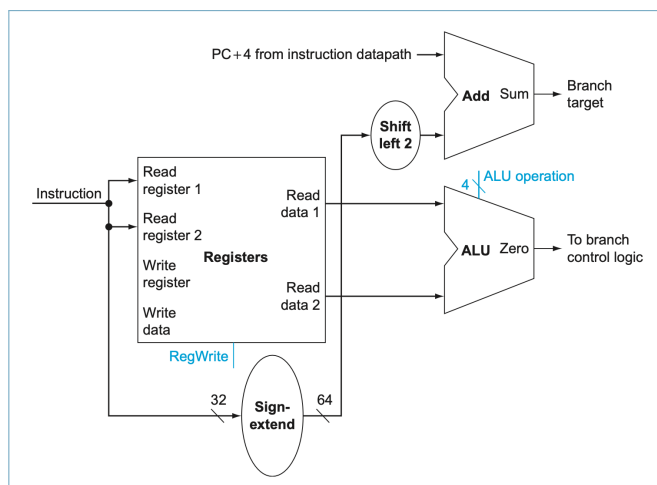 PC+4 from instruction datapath
Add Sum
Branch
target
Shift
left 2
Instruction
Read
register 1
Read
register 2
Write
register
Write
data
Registers
Read
data 1
Read
data 2
RegWrite
4
ALU operation
ALU Zero
To branch
control logic
32
Sign-
extend
64